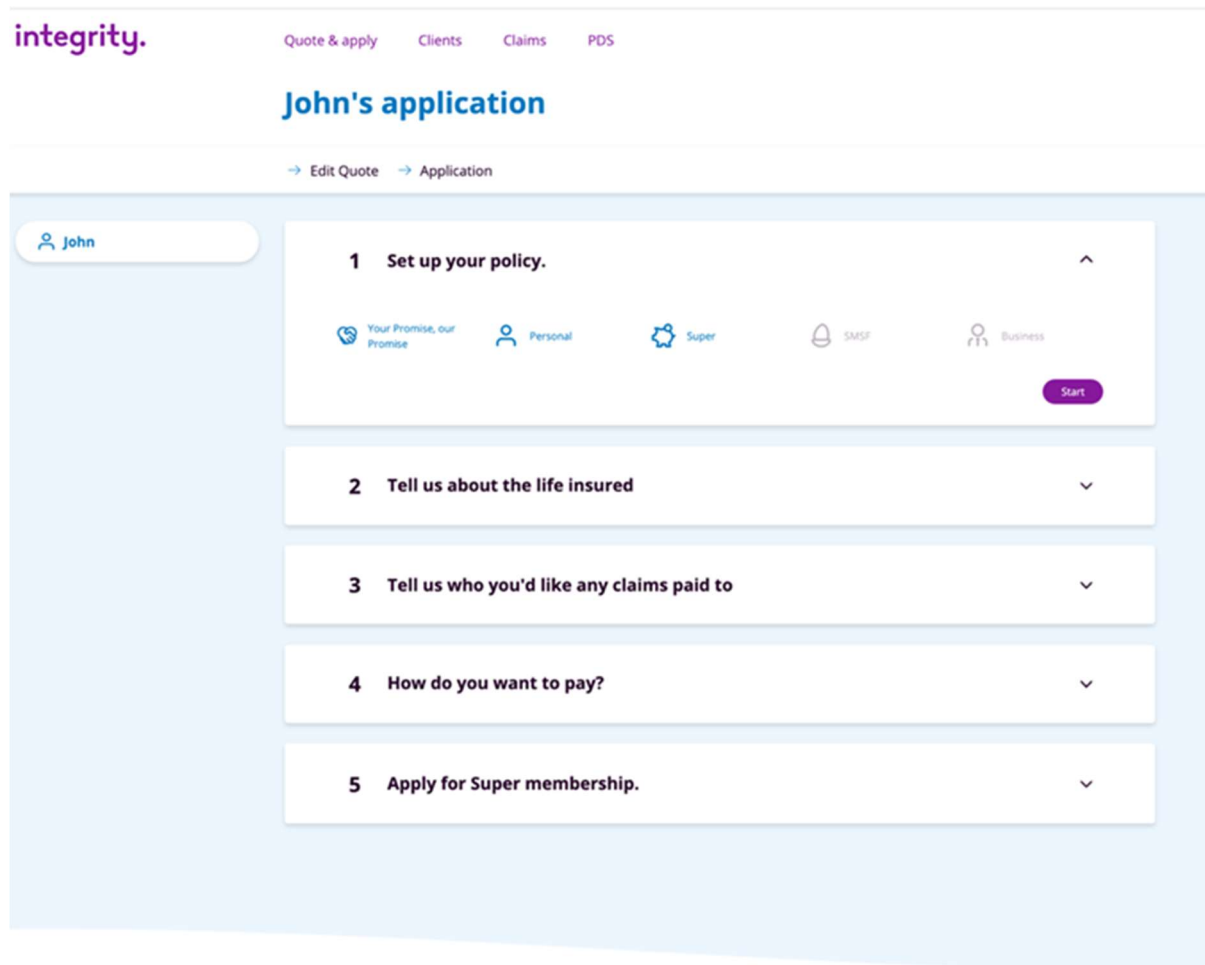 integrity.
Quote & apply Clients Claims PDS
John's application
→ Edit Quote → Application
John
1 Set up your policy.
Your Promise, our
Promise
Personal
Super
SMSF
Business
Start
2 Tell us about the life insured
3 Tell us who you'd like any claims paid to
4 How do you want to pay?
5 Apply for Super membership.